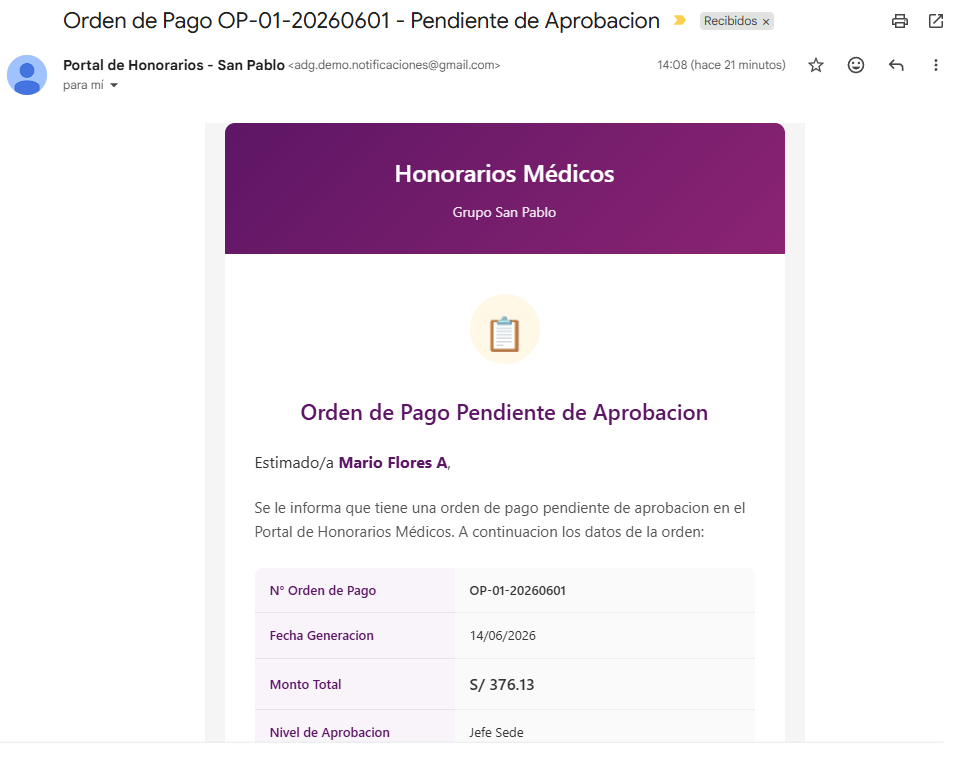 Orden de Pago OP-01-20260601 - Pendiente de Aprobacion
Recibidos ×
Portal de Honorarios - San Pablo <adg.demo.notificaciones@gmail.com>
14:08 (hace 21 minutos)
para mí
Honorarios Médicos
Grupo San Pablo
Orden de Pago Pendiente de Aprobacion
Estimado/a Mario Flores A,
Se le informa que tiene una orden de pago pendiente de aprobacion en el
Portal de Honorarios Médicos. A continuacion los datos de la orden:
N° Orden de Pago OP-01-20260601
Fecha Generacion 14/06/2026
Monto Total S/ 376.13
Nivel de Aprobacion Jefe Sede